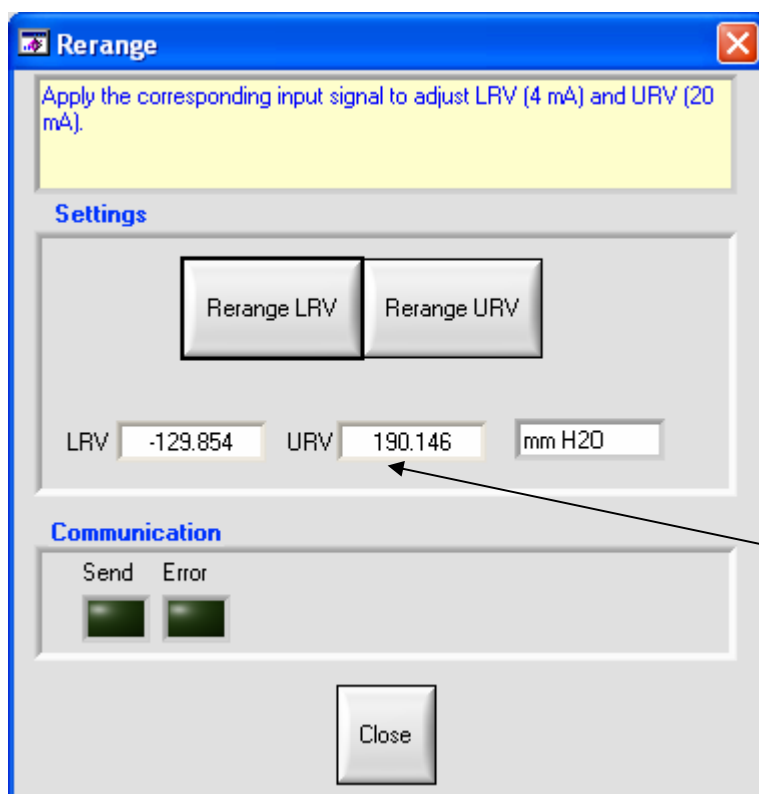 Rerange
Apply the corresponding input signal to adjust LRV (4 mA) and URV (20
mA).
Settings
Rerange LRV Rerange URV
LRV -129.854 URV 190.146 mm H2O
Communication
Send Error
Close